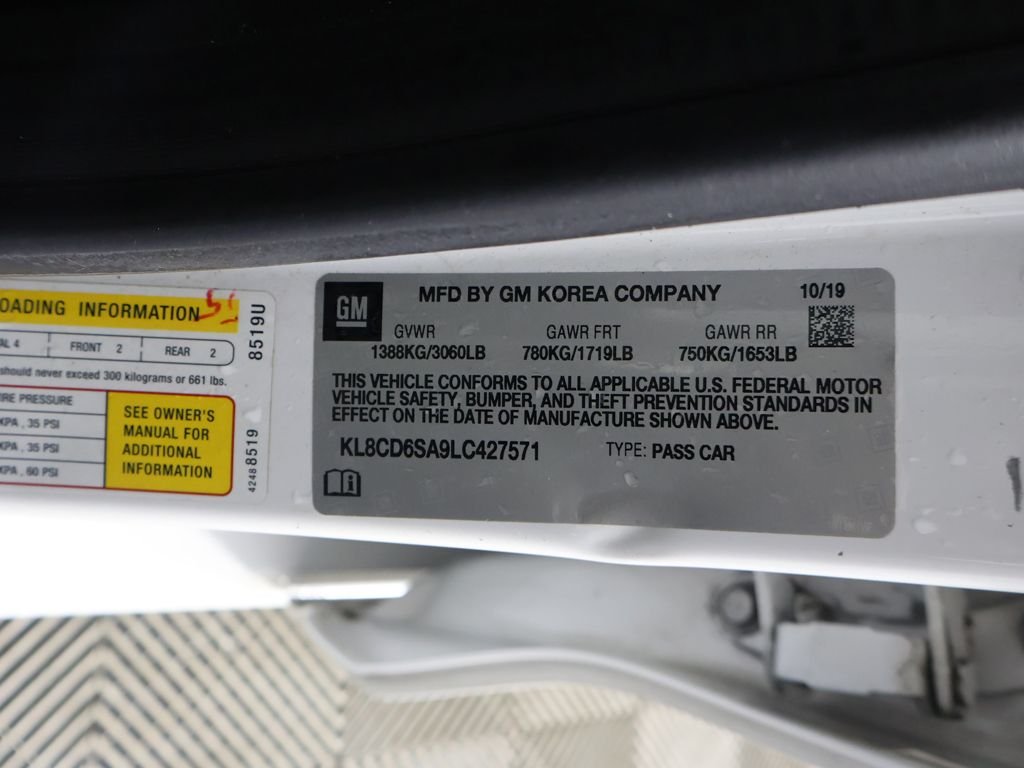 OADING INFORMATION
AL 4 FRONT 2 REAR 2
should never exceed 300 kilograms or 661 lbs.
IRE PRESSURE
KPA , 35 PSI
KPA , 35 PSI
KPA , 60 PSI
SEE OWNER'S
MANUAL FOR
ADDITIONAL
INFORMATION
8519U
42488519
GM
MFD BY GM KOREA COMPANY 10/19
GVWR GAWR FRT GAWR RR
1388KG/3060LB 780KG/1719LB 750KG/1653LB
THIS VEHICLE CONFORMS TO ALL APPLICABLE U.S. FEDERAL MOTOR
VEHICLE SAFETY, BUMPER, AND THEFT PREVENTION STANDARDS IN
EFFECT ON THE DATE OF MANUFACTURE SHOWN ABOVE.
KL8CD6SA9LC427571 TYPE: PASS CAR